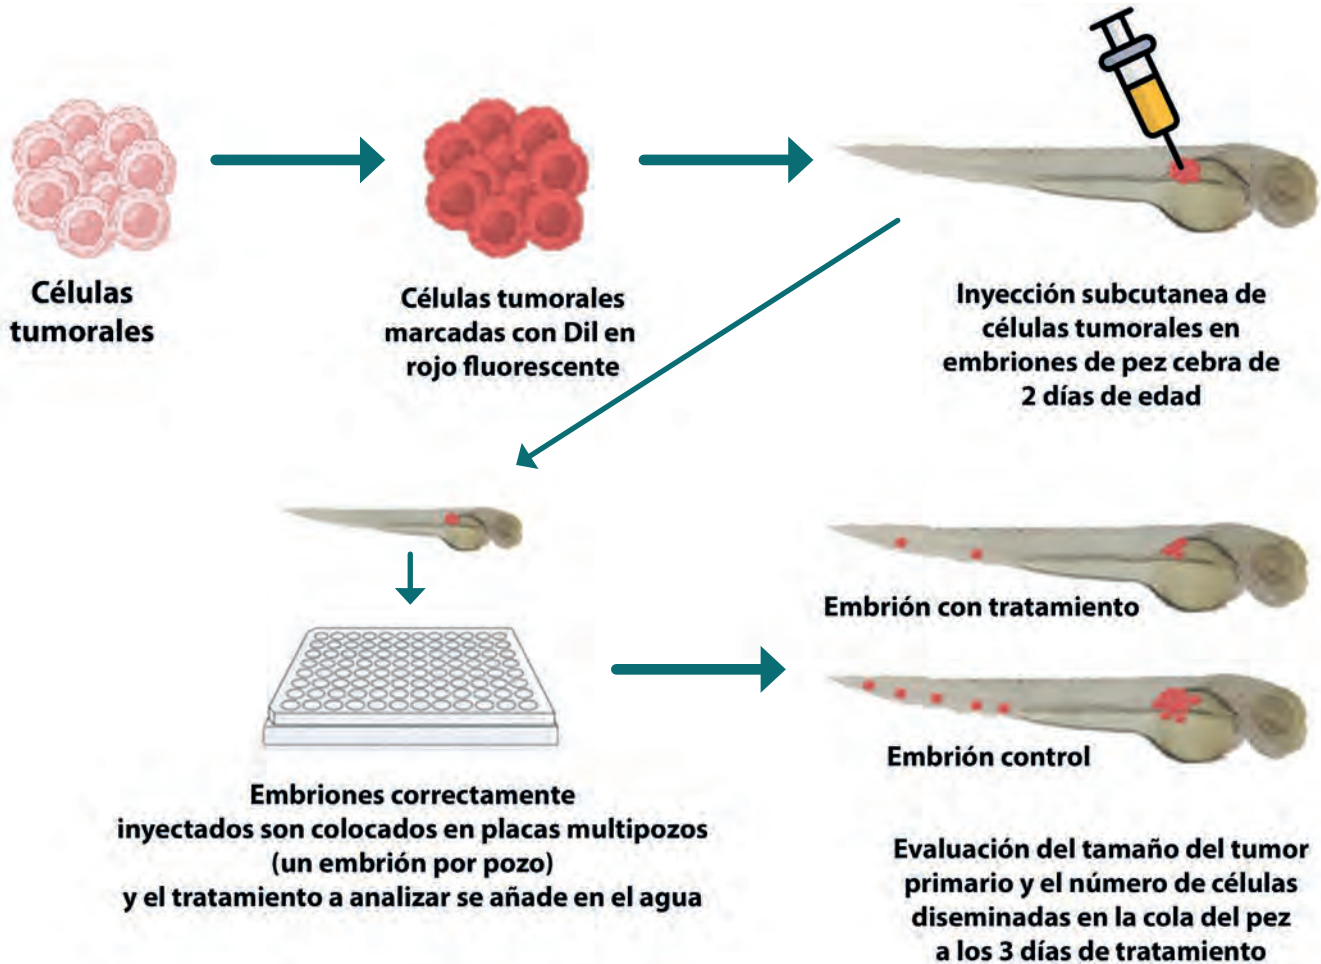 Células
tumorales
Células tumorales
marcadas con Dil en
rojo fluorescente
Inyección subcutanea de
células tumorales en
embriones de pez cebra de
2 días de edad
Embriones correctamente
inyectados son colocados en placas multipozos
(un embrión por pozo)
y el tratamiento a analizar se añade en el agua
Embrión con tratamiento
Embrión control
Evaluación del tamaño del tumor
primario y el número de células
diseminadas en la cola del pez
a los 3 días de tratamiento